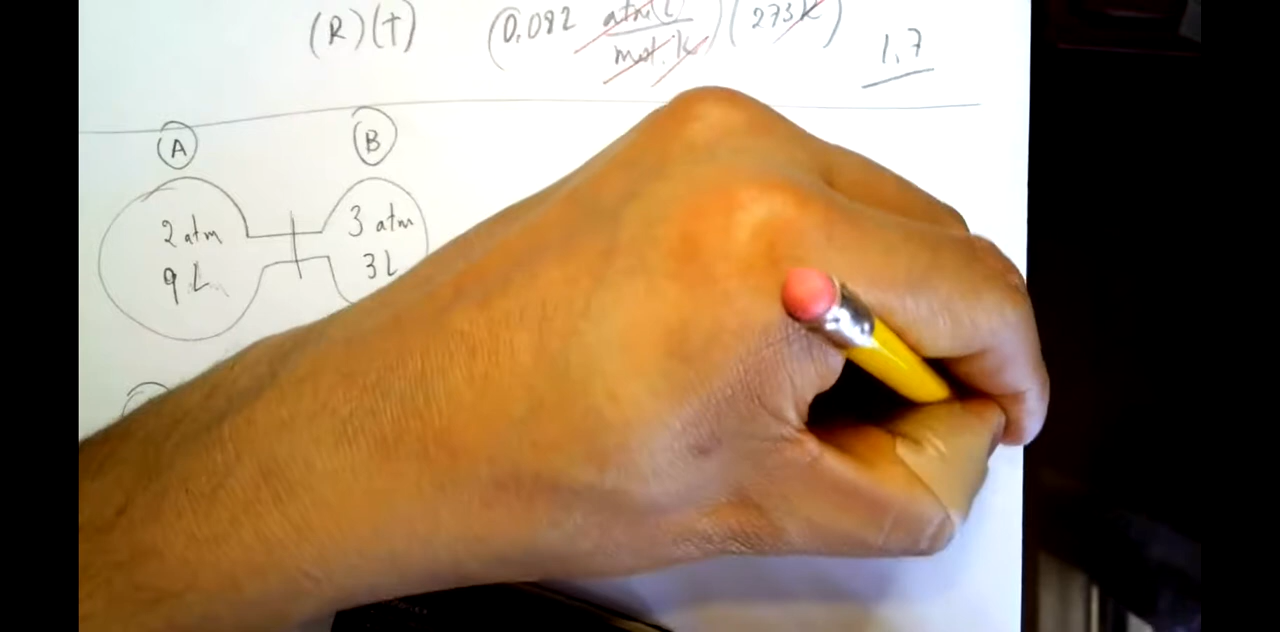 (R)(T) (0.082 atm(L) / mol.K)(273K) 1,7
A B
2 atm 3 atm
9 L 3 L